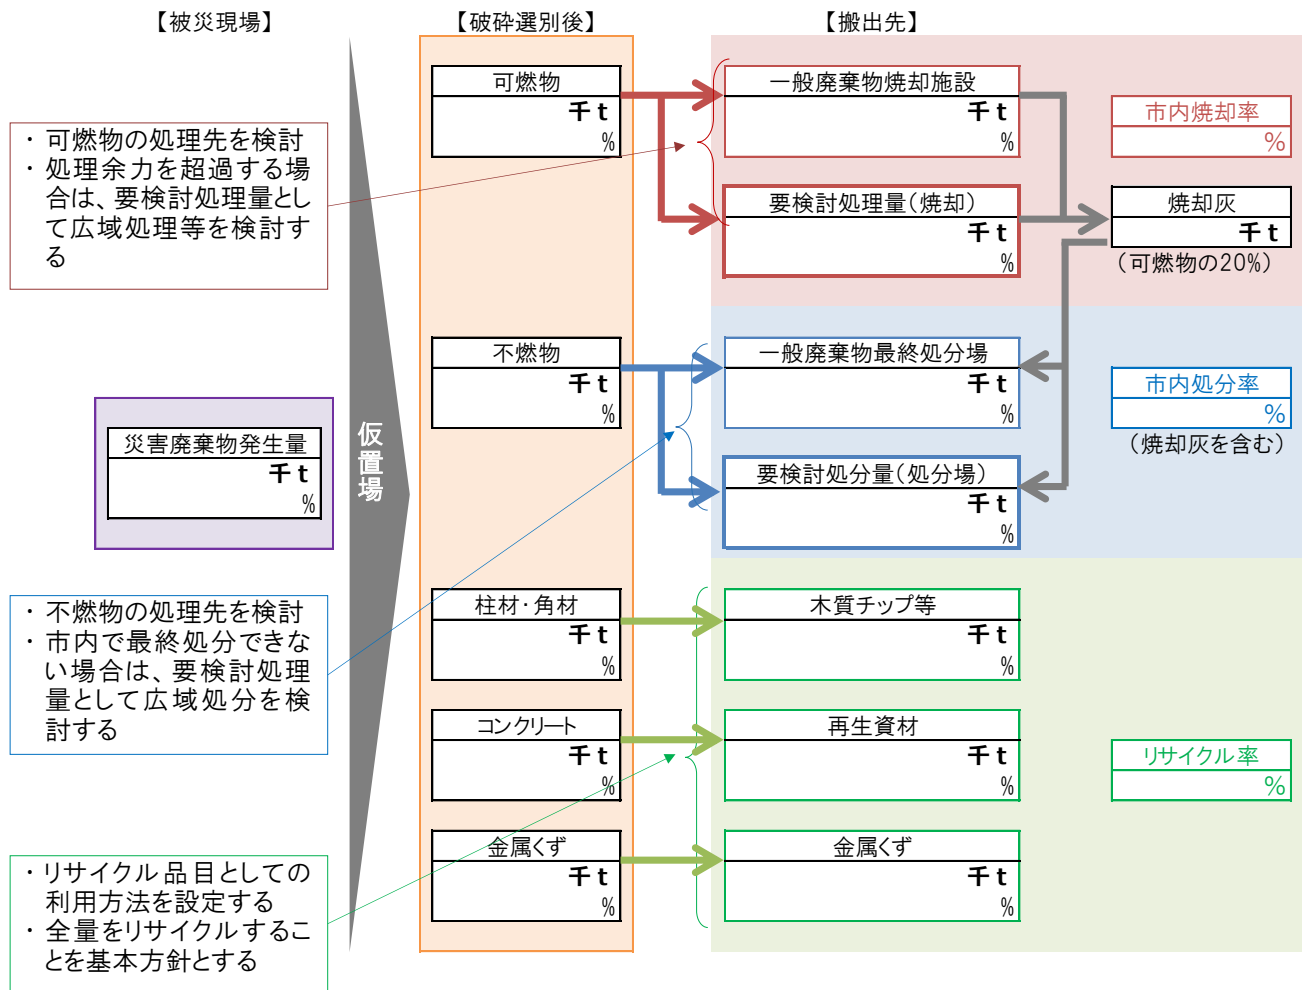 【被災現場】
【破砕選別後】
【搬出先】
・可燃物の処理先を検討
・処理余力を超過する場
合は、要検討処理量とし
て広域処理等を検討す
る
災害廃棄物発生量
千t
%
・不燃物の処理先を検討
・市内で最終処分できな
い場合は、要検討処理
量として広域処分を検
討する
・リサイクル品目としての
利用方法を設定する
・全量をリサイクルするこ
とを基本方針とする
仮置場
可燃物
千t
%
不燃物
千t
%
柱材・角材
千t
%
コンクリート
千t
%
金属くず
千t
%
一般廃棄物焼却施設
千t
%
要検討処理量(焼却)
千t
%
市内焼却率
%
焼却灰
千t
(可燃物の20%)
一般廃棄物最終処分場
千t
%
要検討処分量(処分場)
千t
%
市内処分率
%
(焼却灰を含む)
木質チップ等
千t
%
再生資材
千t
%
金属くず
千t
%
リサイクル率
%